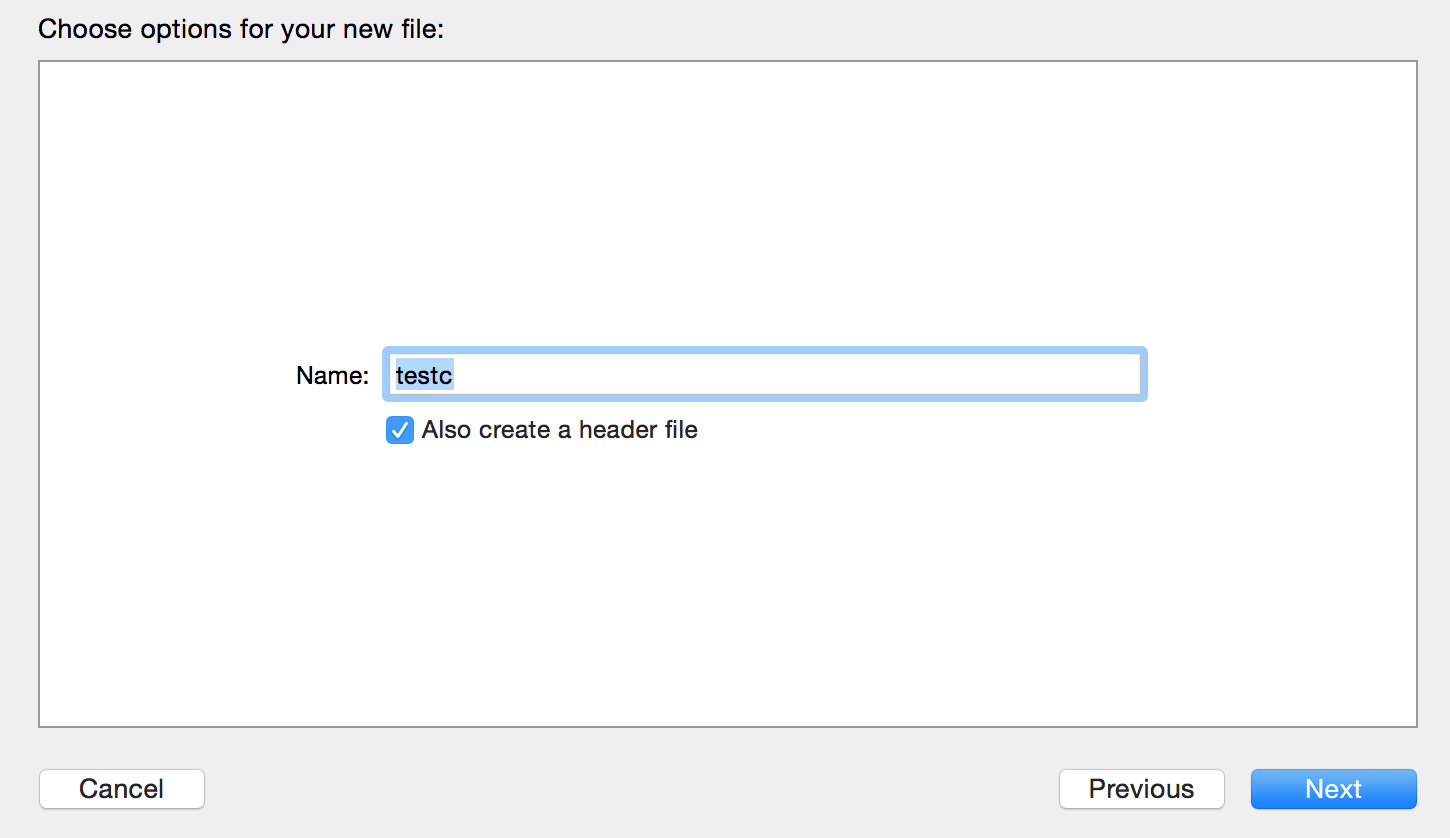 Choose options for your new file:
Name: testc
Also create a header file
Cancel Previous Next